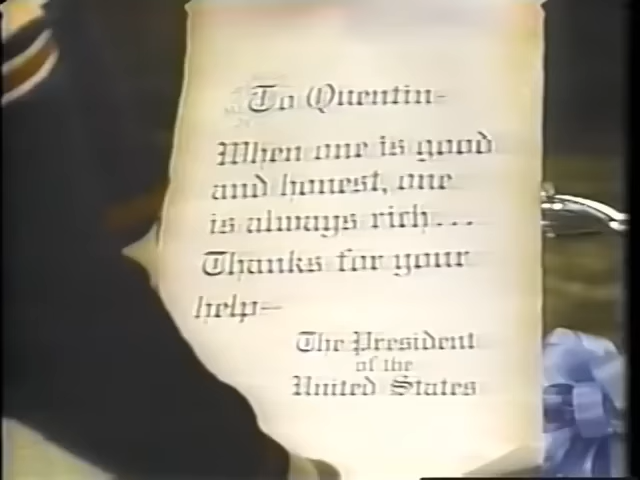 To Quentin-
When one is good
and honest, one
is always rich...
Thanks for your
help-
The President
of the
United States